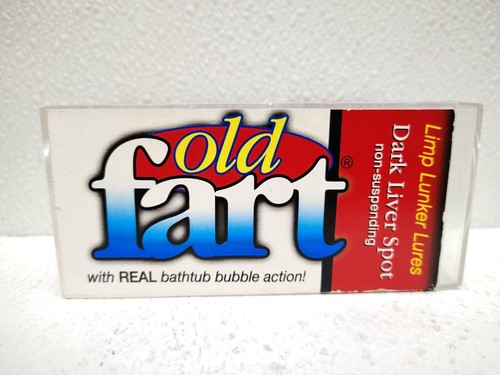 old
fart®
with REAL bathtub bubble action!
Limp Lunker Lures
Dark Liver Spot
non-suspending